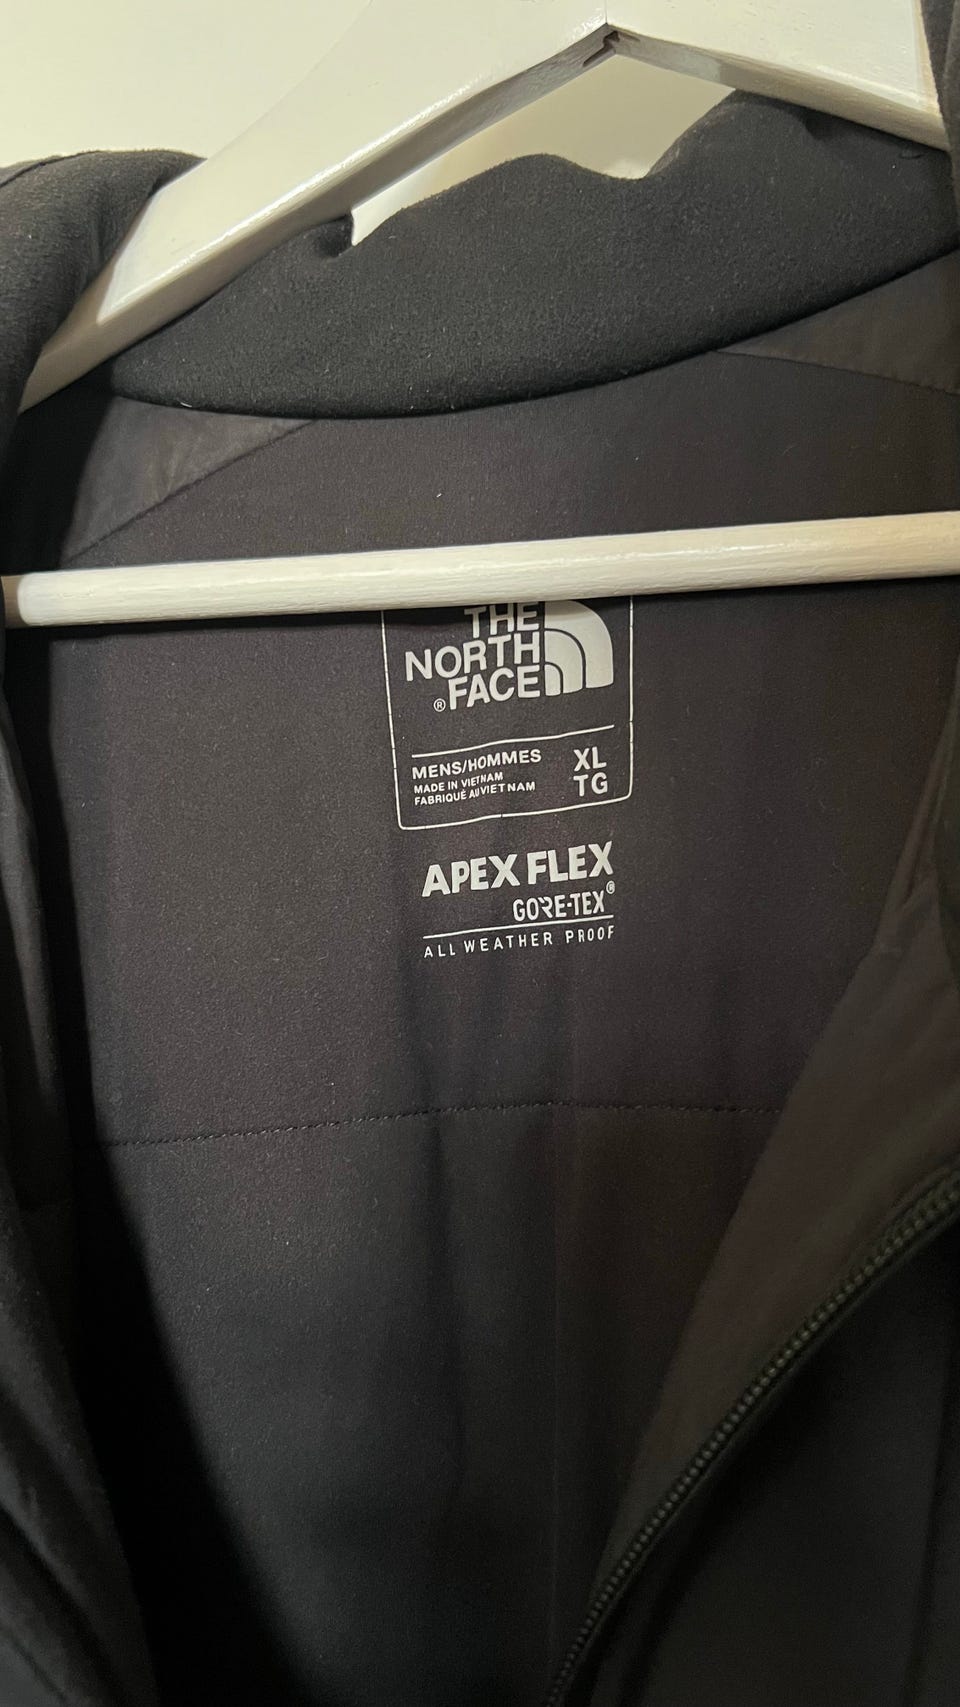 THE
NORTH
® FACE
MENS/HOMMES XL
MADE IN VIETNAM TG
FABRIQUÉ AU VIETNAM
APEX FLEX
GORE-TEX®
ALL WEATHER PROOF